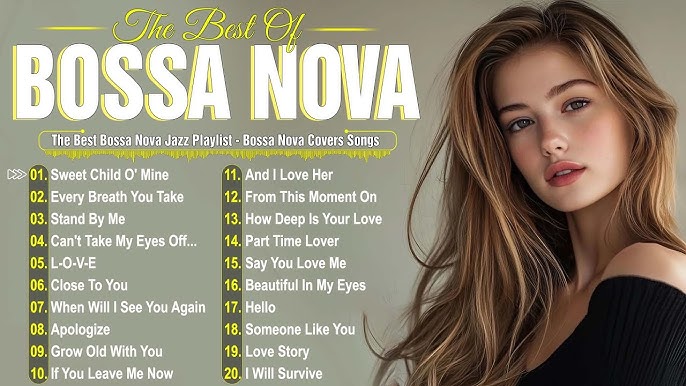 The Best Of
BOSSA NOVA
The Best Bossa Nova Jazz Playlist - Bossa Nova Covers Songs
01. Sweet Child O' Mine
02. Every Breath You Take
03. Stand By Me
04. Can't Take My Eyes Off...
05. L-O-V-E
06. Close To You
07. When Will I See You Again
08. Apologize
09. Grow Old With You
10. If You Leave Me Now
11. And I Love Her
12. From This Moment On
13. How Deep Is Your Love
14. Part Time Lover
15. Say You Love Me
16. Beautiful In My Eyes
17. Hello
18. Someone Like You
19. Love Story
20. I Will Survive